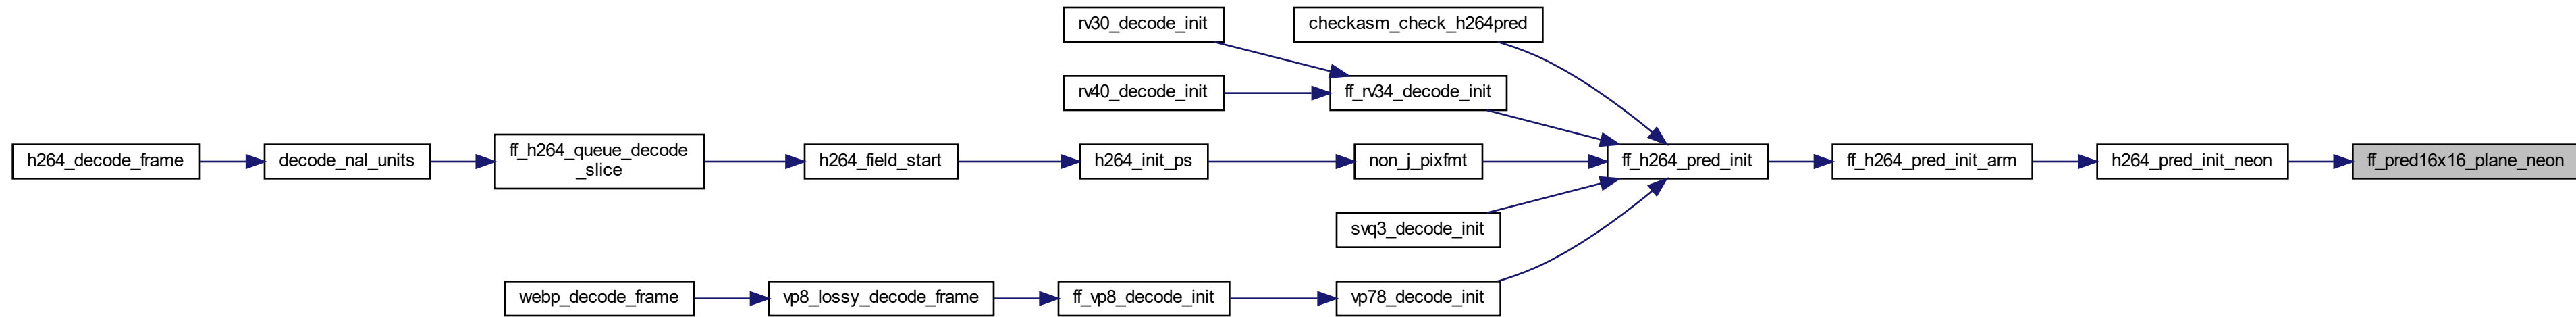 rv30_decode_init
checkasm_check_h264pred
rv40_decode_init
ff_rv34_decode_init
h264_decode_frame
decode_nal_units
ff_h264_queue_decode
_slice
h264_field_start
h264_init_ps
non_j_pixfmt
ff_h264_pred_init
ff_h264_pred_init_arm
h264_pred_init_neon
ff_pred16x16_plane_neon
svq3_decode_init
webp_decode_frame
vp8_lossy_decode_frame
ff_vp8_decode_init
vp78_decode_init